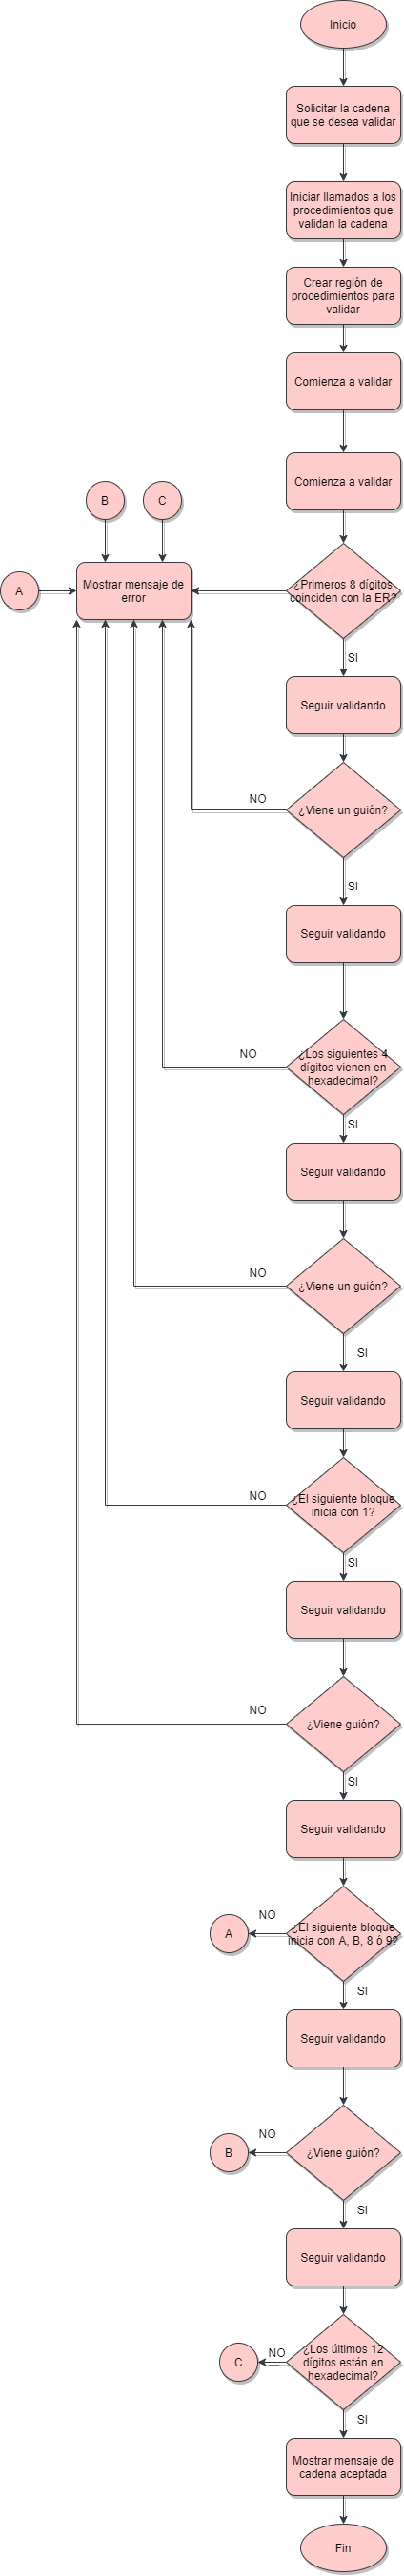 Inicio
Solicitar la cadena
que se desea validar
Iniciar llamados a los
procedimientos que
validan la cadena
Crear región de
procedimientos para
validar
Comienza a validar
Comienza a validar
B
C
A
Mostrar mensaje de
error
¿Primeros 8 dígitos
coinciden con la ER?
SI
Seguir validando
NO
¿Viene un guión?
SI
Seguir validando
NO
¿Los siguientes 4
dígitos vienen en
hexadecimal?
SI
Seguir validando
NO
¿Viene un guión?
SI
Seguir validando
NO
¿El siguiente bloque
inicia con 1?
SI
Seguir validando
NO
¿Viene guión?
SI
Seguir validando
NO
A
¿El siguiente bloque
inicia con A, B, 8 ó 9?
SI
Seguir validando
NO
B
¿Viene guión?
SI
Seguir validando
NO
C
¿Los últimos 12
dígitos están en
hexadecimal?
SI
Mostrar mensaje de
cadena aceptada
Fin